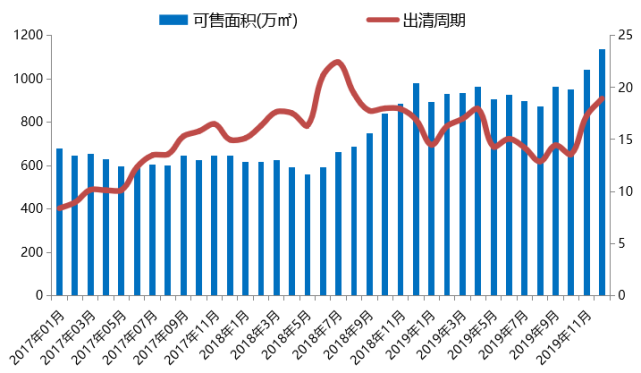 可售面积(万㎡)
出清周期
1200
1000
800
600
400
200
0
25
20
15
10
5
0
2017年01月
2017年03月
2017年05月
2017年07月
2017年09月
2017年11月
2018年1月
2018年3月
2018年5月
2018年7月
2018年9月
2018年11月
2019年1月
2019年3月
2019年5月
2019年7月
2019年9月
2019年11月